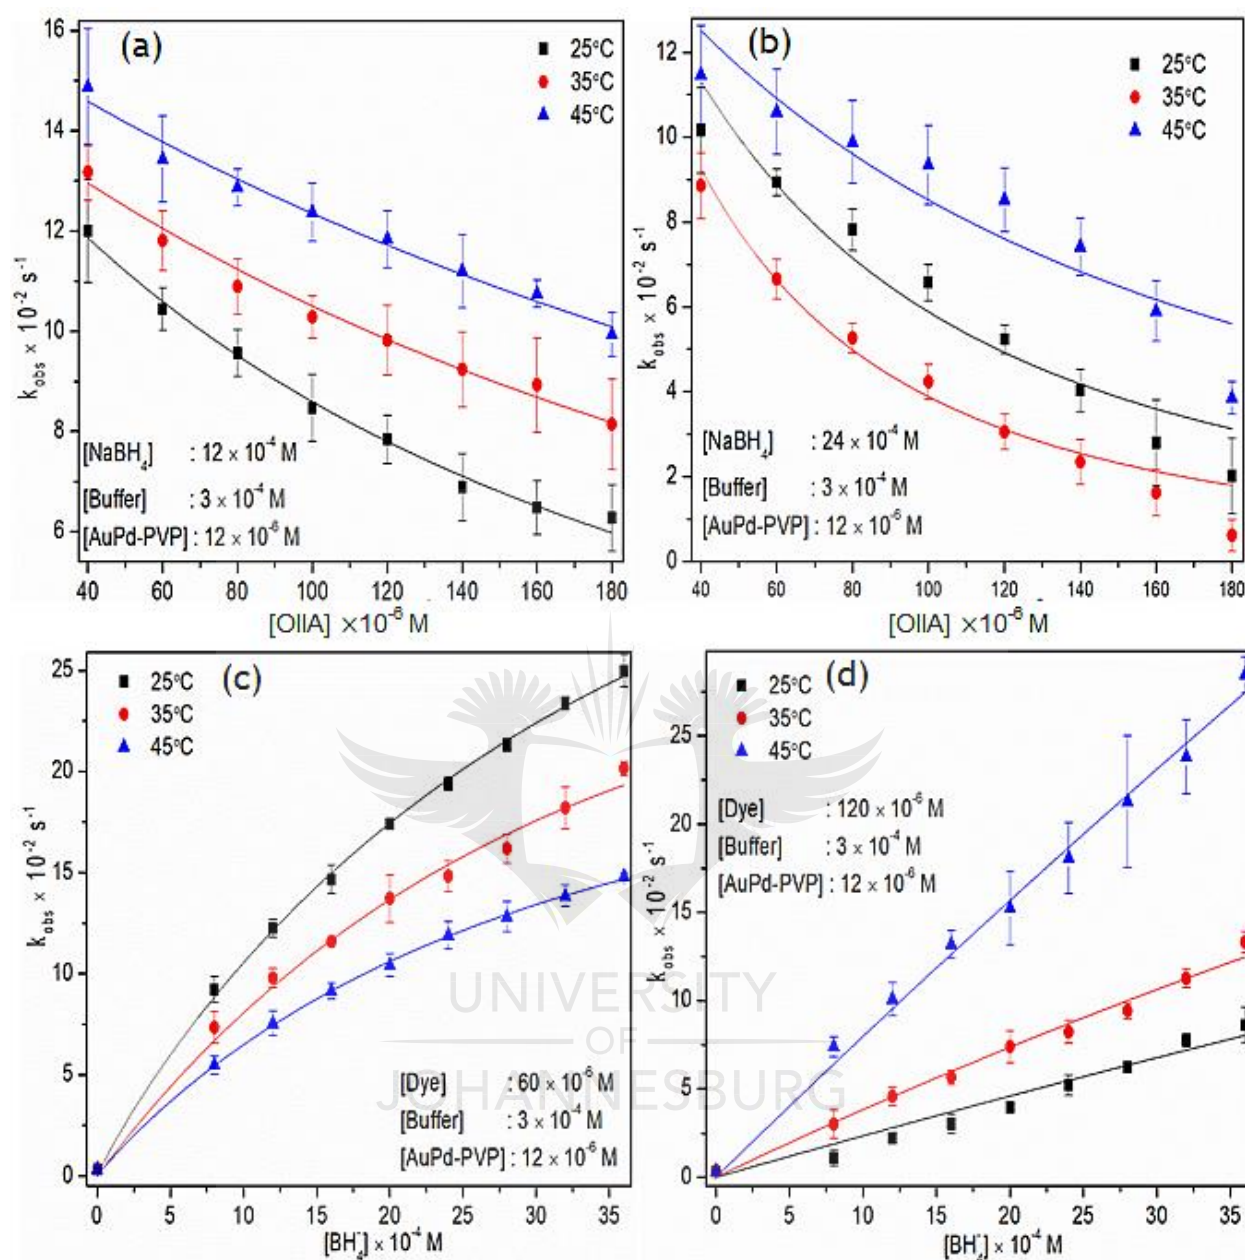 (a)
25°C
35°C
45°C
16
14
12
10
8
6
k_obs × 10^-2 s^-1
[NaBH4] : 12 × 10^-4 M
[Buffer] : 3 × 10^-4 M
[AuPd-PVP] : 12 × 10^-6 M
40 60 80 100 120 140 160 180
[OIIA] ×10^-6 M
(b)
25°C
35°C
45°C
12
10
8
6
4
2
0
k_obs × 10^-2 s^-1
[NaBH4] : 24 × 10^-4 M
[Buffer] : 3 × 10^-4 M
[AuPd-PVP] : 12 × 10^-6 M
40 60 80 100 120 140 160 180
[OIIA] ×10^-6 M
(c)
25°C
35°C
45°C
25
20
15
10
5
0
k_obs × 10^-2 s^-1
[Dye] : 60 × 10^-6 M
[Buffer] : 3 × 10^-4 M
[AuPd-PVP] : 12 × 10^-6 M
0 5 10 15 20 25 30 35
[BH4^-] × 10^-4 M
(d)
25°C
35°C
45°C
25
20
15
10
5
0
k_obs × 10^-2 s^-1
[Dye] : 120 × 10^-6 M
[Buffer] : 3 × 10^-4 M
[AuPd-PVP] : 12 × 10^-6 M
0 5 10 15 20 25 30 35
[BH4^-] × 10^-4 M
UNIVERSITY
OF
JOHANNESBURG